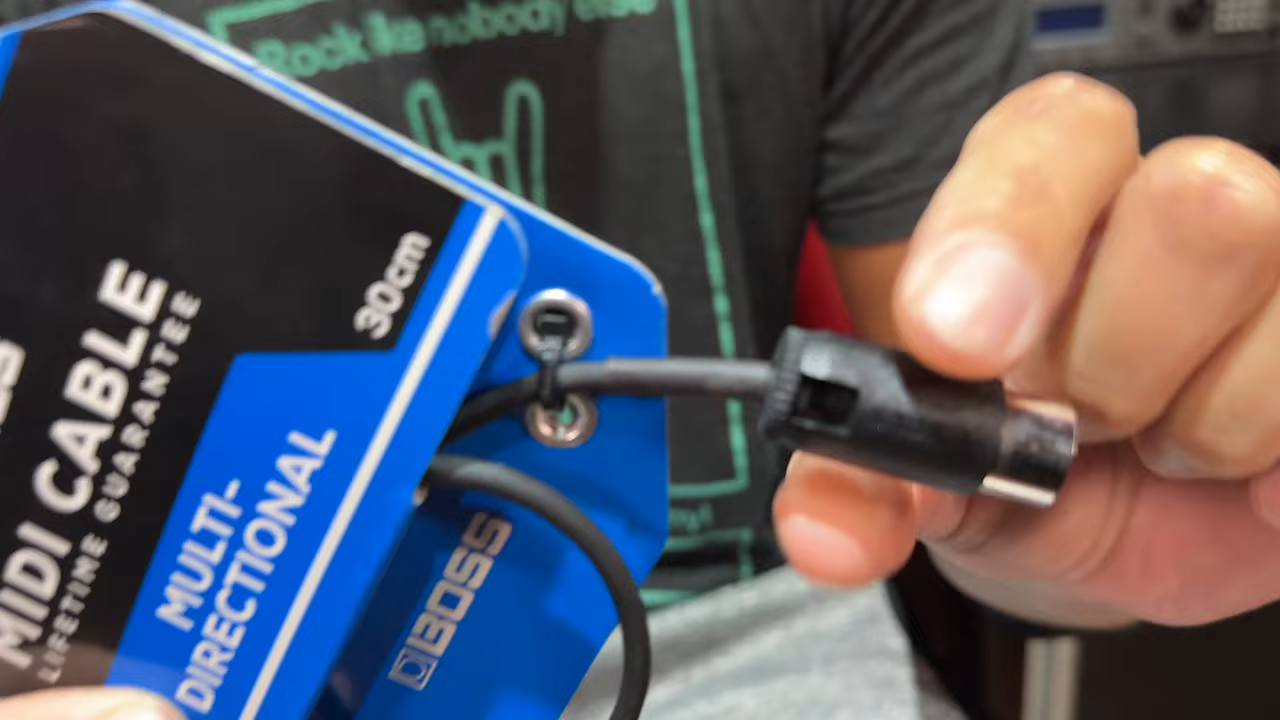 Rock like nobody else
30cm
MIDI CABLE
LIFETIME GUARANTEE
MULTI-
DIRECTIONAL
BOSS